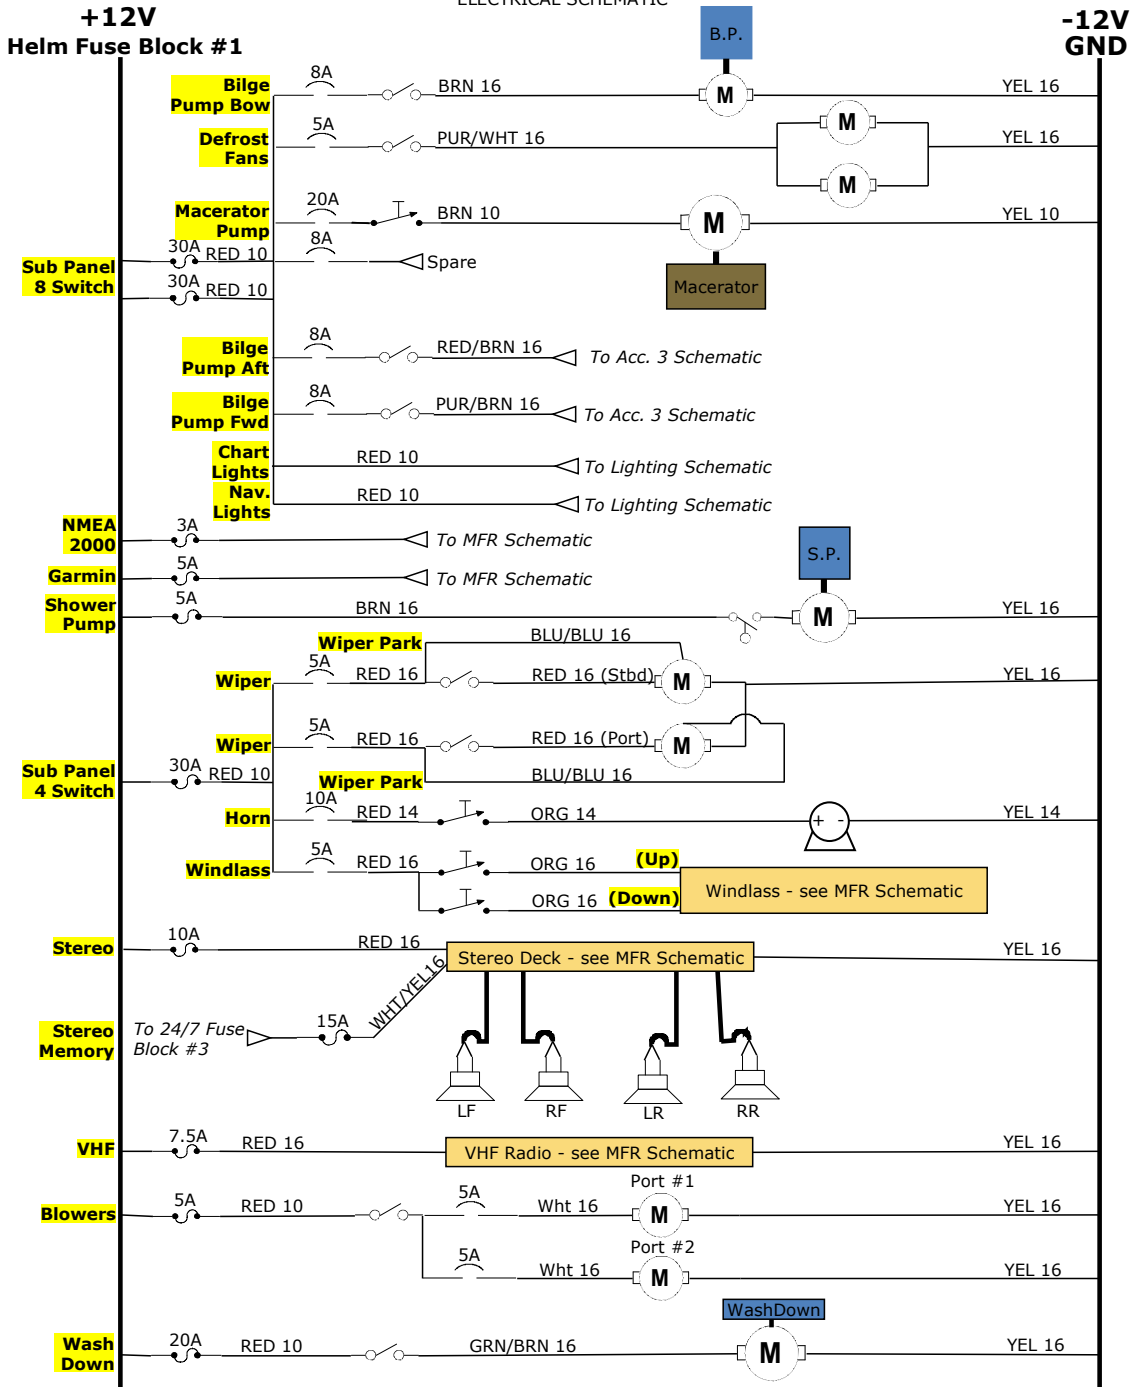 ELECTRICAL SCHEMATIC
+12V
Helm Fuse Block #1
-12V
GND
B.P.
Bilge
Pump Bow
8A
BRN 16
M
YEL 16
Defrost
Fans
5A
PUR/WHT 16
M
M
YEL 16
Macerator
Pump
20A
BRN 10
M
YEL 10
Macerator
Sub Panel
8 Switch
30A
RED 10
30A
RED 10
8A
Spare
Bilge
Pump Aft
8A
RED/BRN 16
To Acc. 3 Schematic
Bilge
Pump Fwd
8A
PUR/BRN 16
To Acc. 3 Schematic
Chart
Lights
RED 10
To Lighting Schematic
Nav.
Lights
RED 10
To Lighting Schematic
NMEA
2000
3A
To MFR Schematic
Garmin
5A
To MFR Schematic
S.P.
Shower
Pump
5A
BRN 16
M
YEL 16
Wiper Park
BLU/BLU 16
Wiper
5A
RED 16
RED 16 (Stbd)
M
YEL 16
Wiper
5A
RED 16
RED 16 (Port)
M
Wiper Park
BLU/BLU 16
Sub Panel
4 Switch
30A
RED 10
Horn
10A
RED 14
ORG 14
+ -
YEL 14
Windlass
5A
RED 16
ORG 16
(Up)
ORG 16
(Down)
Windlass - see MFR Schematic
Stereo
10A
RED 16
Stereo Deck - see MFR Schematic
YEL 16
Stereo
Memory
To 24/7 Fuse
Block #3
15A
WHT/YEL16
LF
RF
LR
RR
VHF
7.5A
RED 16
VHF Radio - see MFR Schematic
YEL 16
Blowers
5A
RED 10
5A
Wht 16
Port #1
M
YEL 16
5A
Wht 16
Port #2
M
YEL 16
WashDown
Wash
Down
20A
RED 10
GRN/BRN 16
M
YEL 16